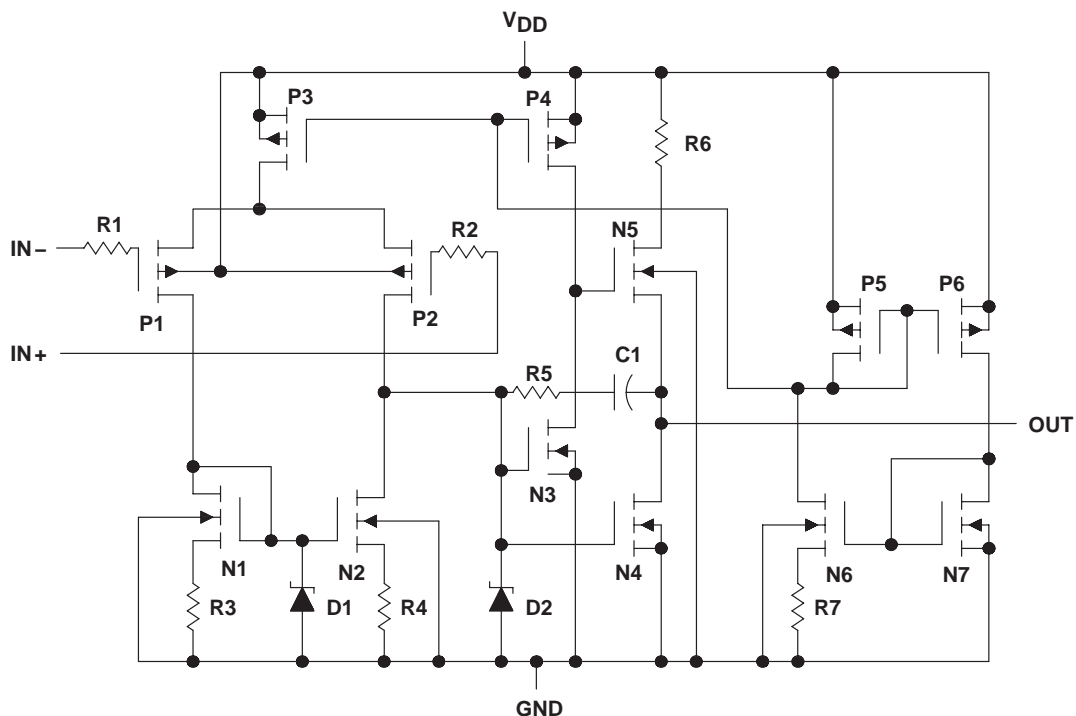 VDD
P3
P4
R6
R1
R2
N5
IN−
P5
P6
P1
P2
IN+
R5
C1
OUT
N3
N1
N2
N4
N6
N7
R3
D1
R4
D2
R7
GND